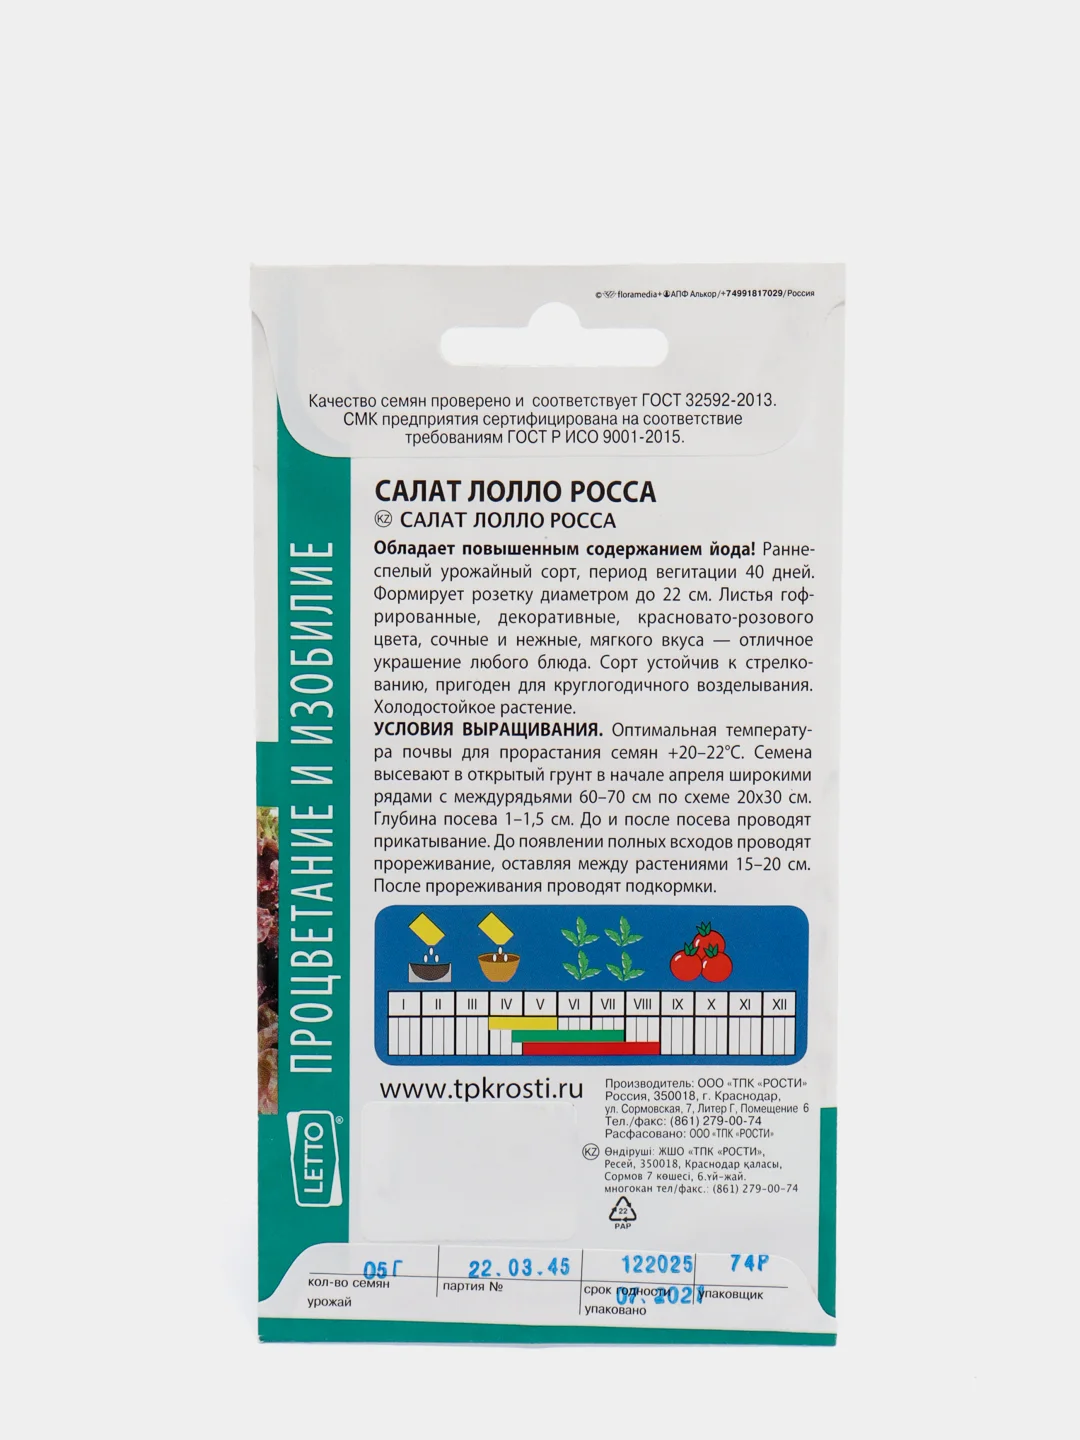 © floramedia+АПФ Алькор/+74991817029/Россия
Качество семян проверено и соответствует ГОСТ 32592-2013.
СМК предприятия сертифицирована на соответствие
требованиям ГОСТ Р ИСО 9001-2015.
САЛАТ ЛОЛЛО РОССА
KZ САЛАТ ЛОЛЛО РОССА
Обладает повышенным содержанием йода! Ранне-
спелый урожайный сорт, период вегитации 40 дней.
Формирует розетку диаметром до 22 см. Листья гоф-
рированные, декоративные, красновато-розового
цвета, сочные и нежные, мягкого вкуса — отличное
украшение любого блюда. Сорт устойчив к стрелко-
ванию, пригоден для круглогодичного возделывания.
Холодостойкое растение.
УСЛОВИЯ ВЫРАЩИВАНИЯ. Оптимальная температу-
ра почвы для прорастания семян +20–22°С. Семена
высевают в открытый грунт в начале апреля широкими
рядами с междурядьями 60–70 см по схеме 20х30 см.
Глубина посева 1–1,5 см. До и после посева проводят
прикатывание. До появлении полных всходов проводят
прореживание, оставляя между растениями 15–20 см.
После прореживания проводят подкормки.
I II III IV V VI VII VIII IX X XI XII
www.tpkrosti.ru
Производитель: ООО «ТПК «РОСТИ»
Россия, 350018, г. Краснодар,
ул. Сормовская, 7, Литер Г, Помещение 6
Тел./факс: (861) 279-00-74
Расфасовано: ООО «ТПК «РОСТИ»
KZ Өндіруші: ЖШО «ТПК «РОСТИ»,
Ресей, 350018, Краснодар қаласы,
Сормов 7 көшесі, 6.үй-жай.
многокан тел/факс.: (861) 279-00-74
22
PAP
ПРОЦВЕТАНИЕ И ИЗОБИЛИЕ
LETTO®
05Г 22.03.45 122025 74Р
кол-во семян партия № срок годности упаковщик
07.2021
урожай упаковано